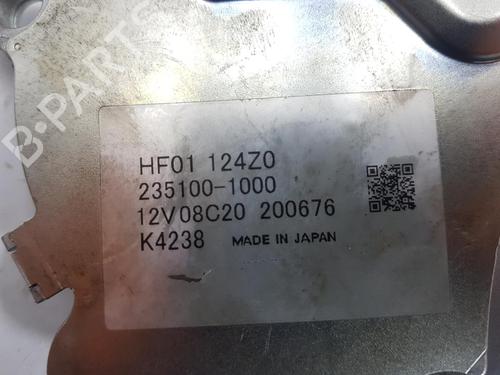 B-PARTS
HF01 124Z0
235100-1000
12V08C20 200676
K4238 MADE IN JAPAN